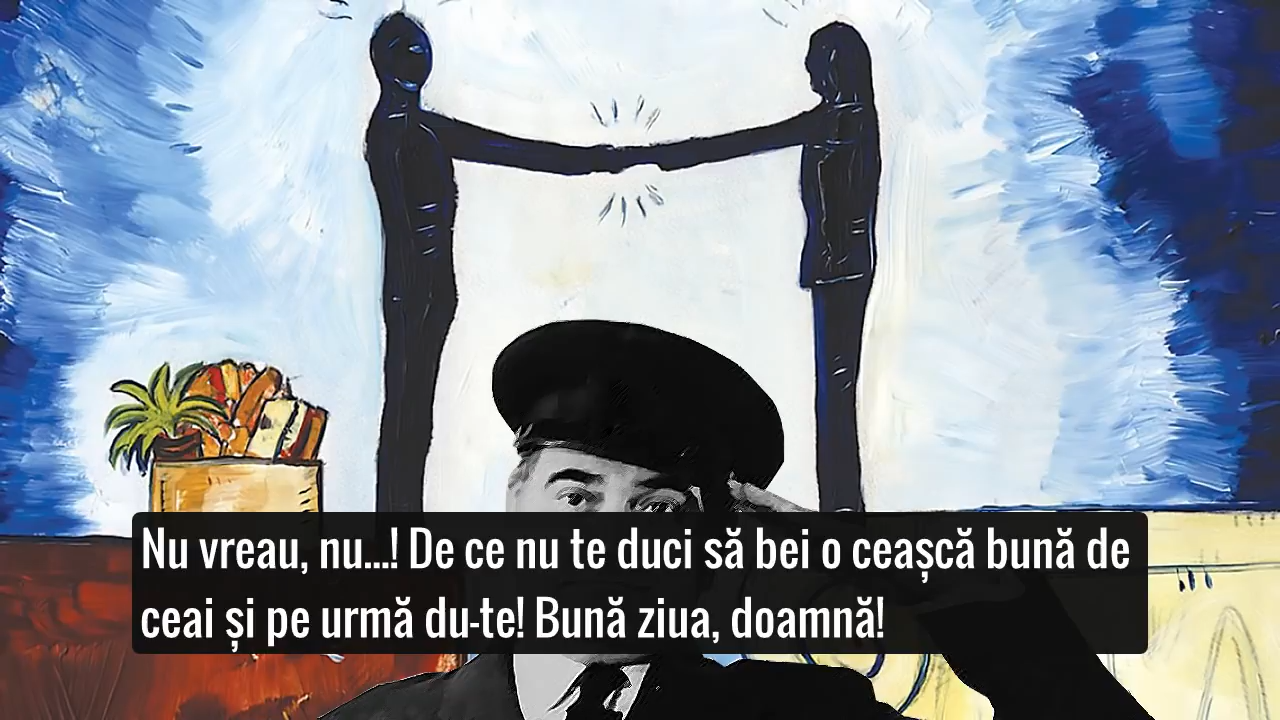 Nu vreau, nu...! De ce nu te duci să bei o ceașcă bună de
ceai și pe urmă du-te! Bună ziua, doamnă!